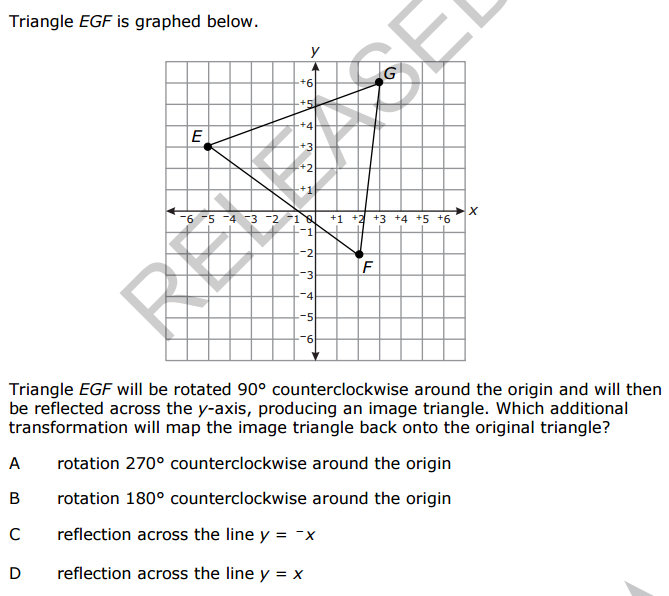 Triangle EGF is graphed below.
RELEASED
y
G
+6
+5
+4
E
+3
+2
+1
x
⁻6 ⁻5 ⁻4 ⁻3 ⁻2 ⁻1 0 +1 +2 +3 +4 +5 +6
⁻1
⁻2
F
⁻3
⁻4
⁻5
⁻6
Triangle EGF will be rotated 90° counterclockwise around the origin and will then
be reflected across the y-axis, producing an image triangle. Which additional
transformation will map the image triangle back onto the original triangle?
A rotation 270° counterclockwise around the origin
B rotation 180° counterclockwise around the origin
C reflection across the line y = ⁻x
D reflection across the line y = x